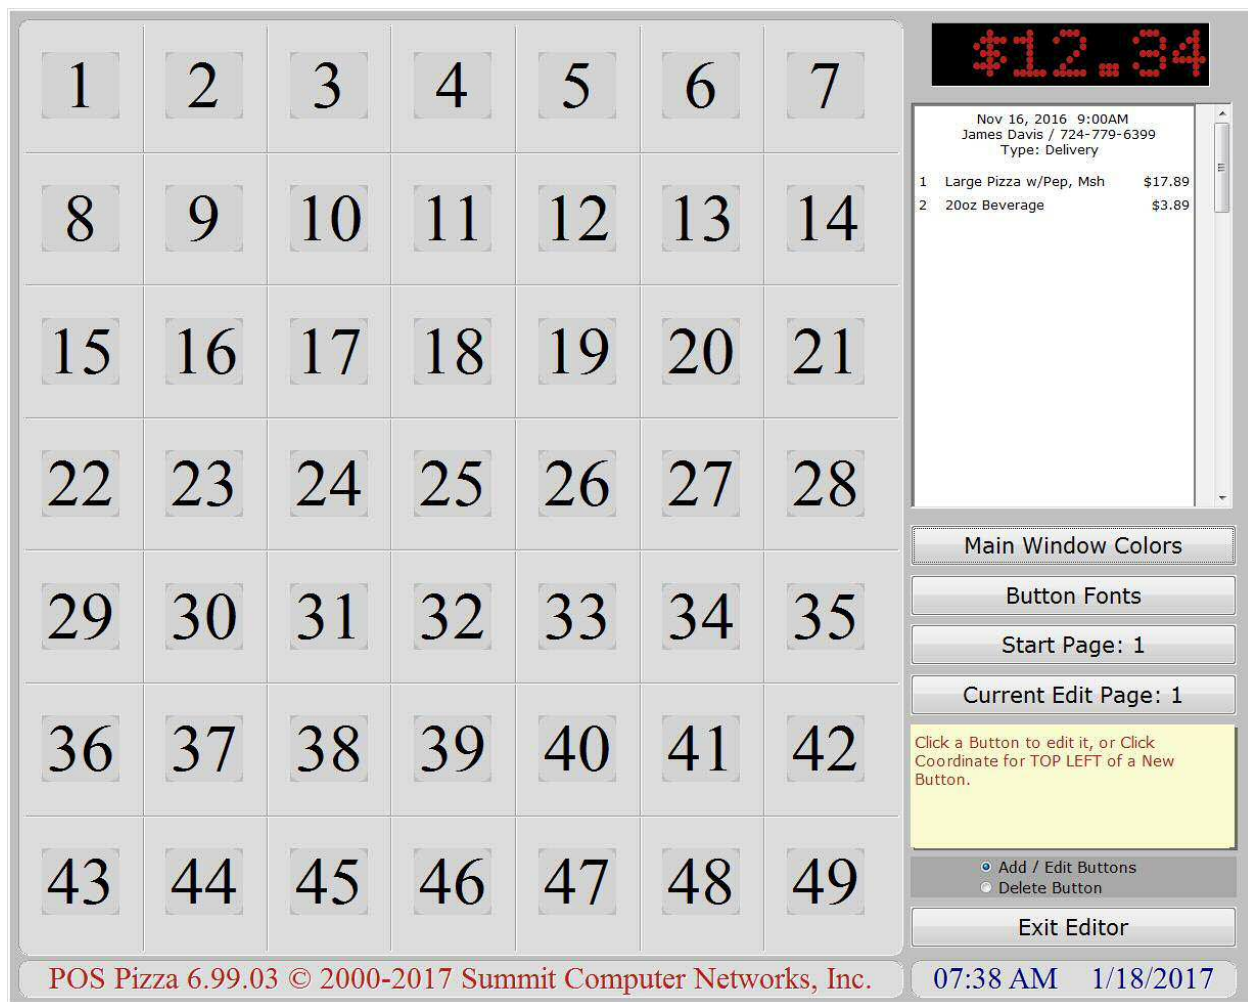 1 2 3 4 5 6 7
8 9 10 11 12 13 14
15 16 17 18 19 20 21
22 23 24 25 26 27 28
29 30 31 32 33 34 35
36 37 38 39 40 41 42
43 44 45 46 47 48 49
POS Pizza 6.99.03 © 2000-2017 Summit Computer Networks, Inc.
$12.34
Nov 16, 2016 9:00AM
James Davis / 724-779-6399
Type: Delivery
1 Large Pizza w/Pep, Msh $17.89
2 20oz Beverage $3.89
Main Window Colors
Button Fonts
Start Page: 1
Current Edit Page: 1
Click a Button to edit it, or Click
Coordinate for TOP LEFT of a New
Button.
Add / Edit Buttons
Delete Button
Exit Editor
07:38 AM 1/18/2017